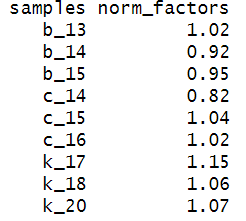 samples norm_factors
b_13 1.02
b_14 0.92
b_15 0.95
c_14 0.82
c_15 1.04
c_16 1.02
k_17 1.15
k_18 1.06
k_20 1.07